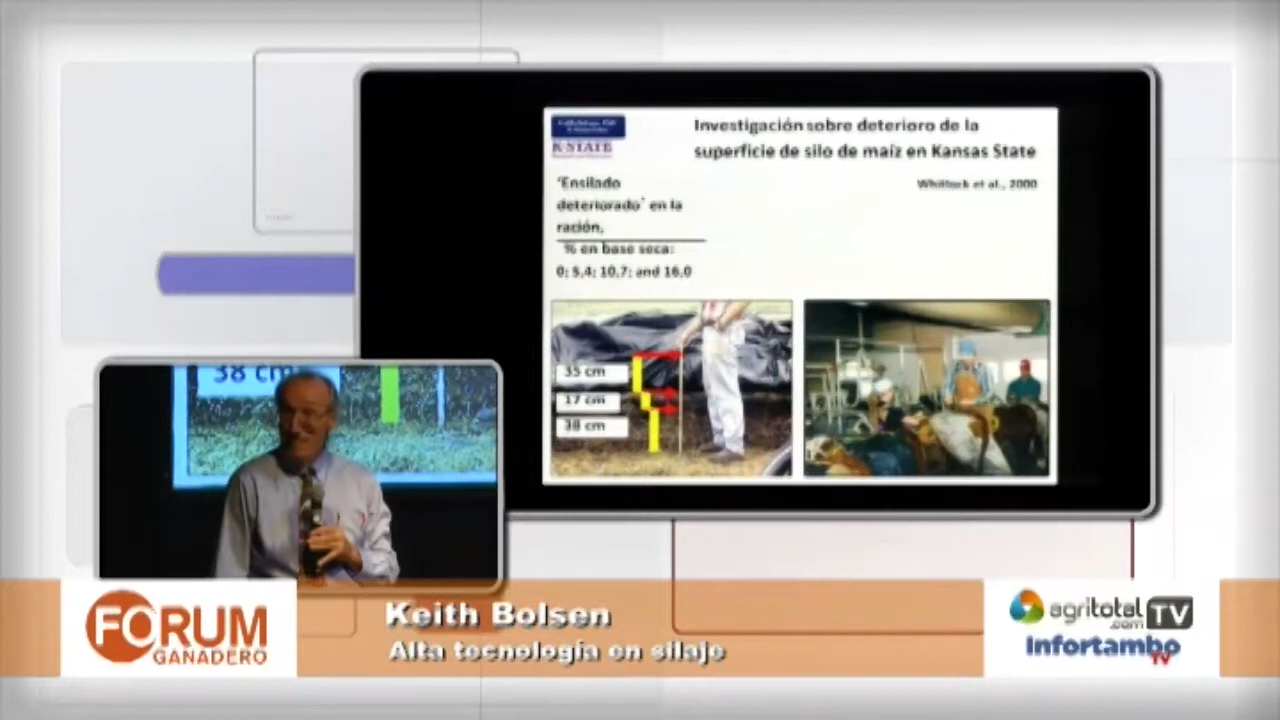 K-STATE
Investigación sobre deterioro de la
superficie de silo de maíz en Kansas State
Whitlock et al., 2000
'Ensilado
deteriorado' en la
ración,
% en base seca:
0; 5,4; 10,7; and 16,0
35 cm
17 cm
38 cm
38 cm
FORUM
GANADERO
Keith Bolsen
Alta tecnología en silaje
agritotal
.com
TV
Infortambo
TV